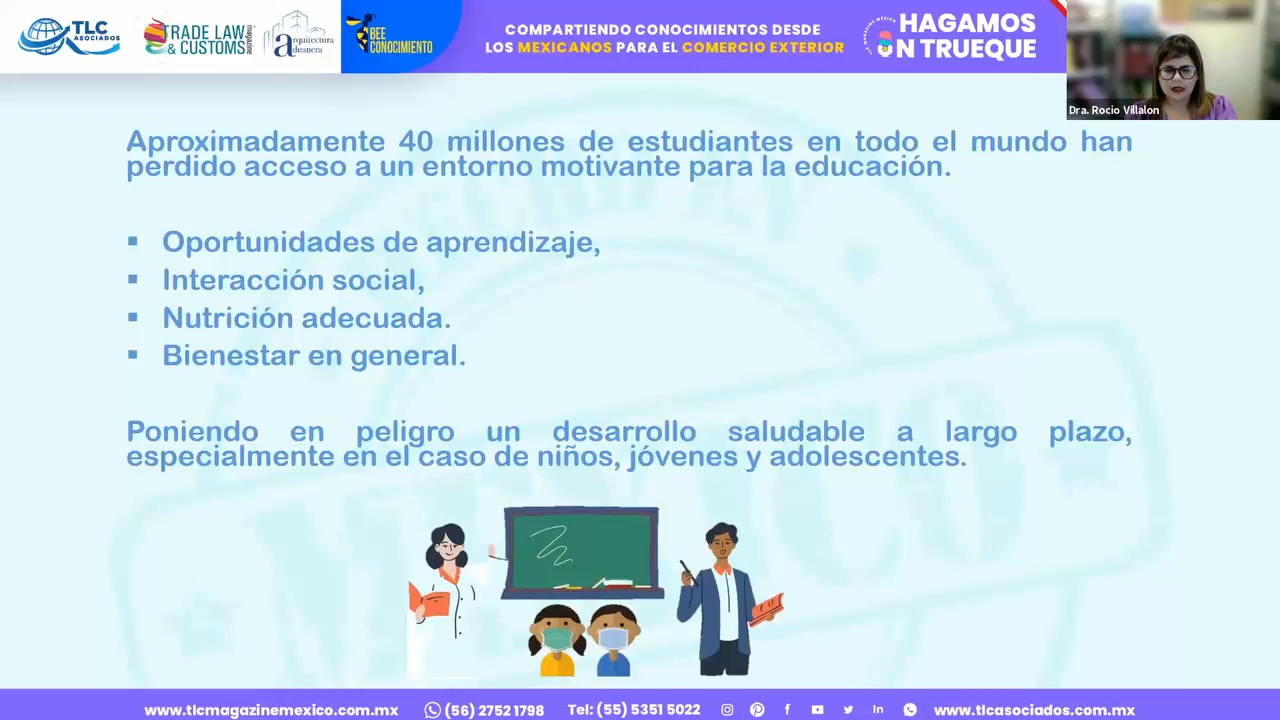 TLC
ASOCIADOS
TRADE LAW
& CUSTOMS
magazine
arquitectura
aduanera
BEE
CONOCIMIENTO
COMPARTIENDO CONOCIMIENTOS DESDE
LOS MEXICANOS PARA EL COMERCIO EXTERIOR
HAGAMOS
UN TRUEQUE
Dra. Rocio Villalon
Aproximadamente 40 millones de estudiantes en todo el mundo han
perdido acceso a un entorno motivante para la educación.
▪ Oportunidades de aprendizaje,
▪ Interacción social,
▪ Nutrición adecuada.
▪ Bienestar en general.
Poniendo en peligro un desarrollo saludable a largo plazo,
especialmente en el caso de niños, jóvenes y adolescentes.
MÉXICO
www.tlcmagazinemexico.com.mx
(56) 2752 1798
Tel: (55) 5351 5022
www.tlcasociados.com.mx